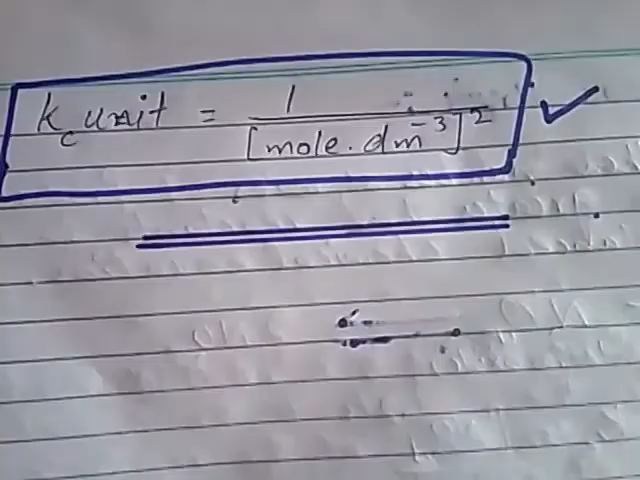 Kc unit = 1 / [mole. dm⁻³]²